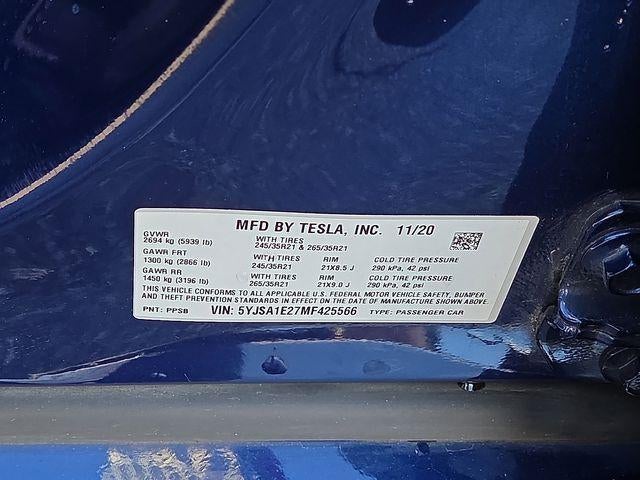 MFD BY TESLA, INC. 11/20
GVWR
2694 kg (5939 lb) WITH TIRES
245/35R21 & 265/35R21
GAWR FRT WITH TIRES RIM COLD TIRE PRESSURE
1300 kg (2866 lb) 245/35R21 21X8.5 J 290 kPa, 42 psi
GAWR RR WITH TIRES RIM COLD TIRE PRESSURE
1450 kg (3196 lb) 265/35R21 21X9.0 J 290 kPa, 42 psi
THIS VEHICLE CONFORMS TO ALL APPLICABLE U.S. FEDERAL MOTOR VEHICLE SAFETY, BUMPER
AND THEFT PREVENTION STANDARDS IN EFFECT ON THE DATE OF MANUFACTURE SHOWN ABOVE.
PNT: PPSB VIN: 5YJSA1E27MF425566 TYPE: PASSENGER CAR